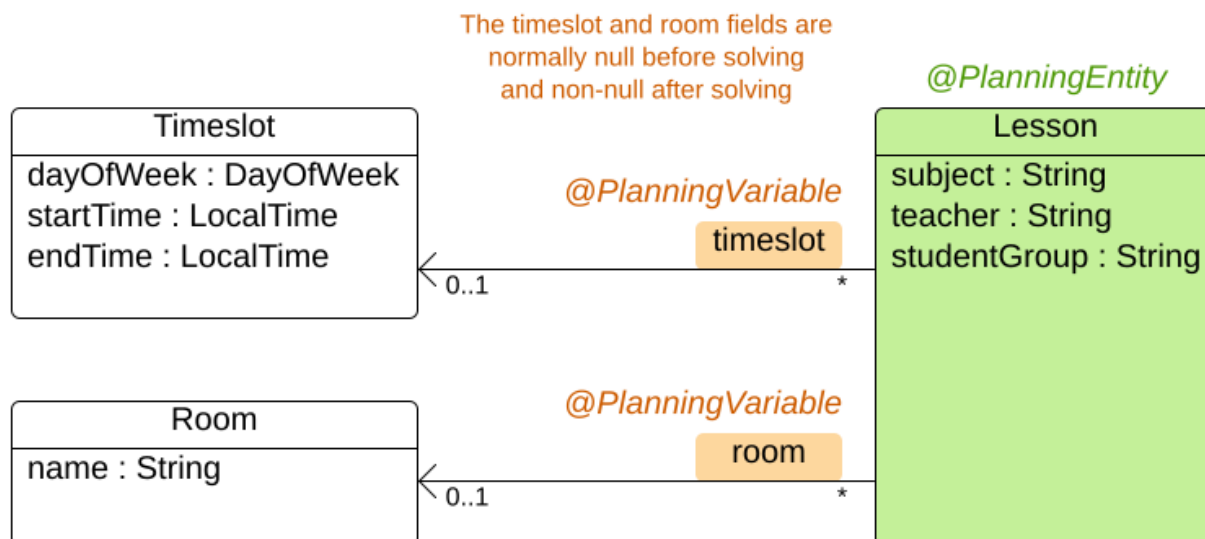 The timeslot and room fields are
normally null before solving
and non-null after solving
@PlanningEntity
Timeslot
dayOfWeek : DayOfWeek
startTime : LocalTime
endTime : LocalTime
@PlanningVariable
timeslot
0..1
*
Lesson
subject : String
teacher : String
studentGroup : String
Room
name : String
@PlanningVariable
room
0..1
*